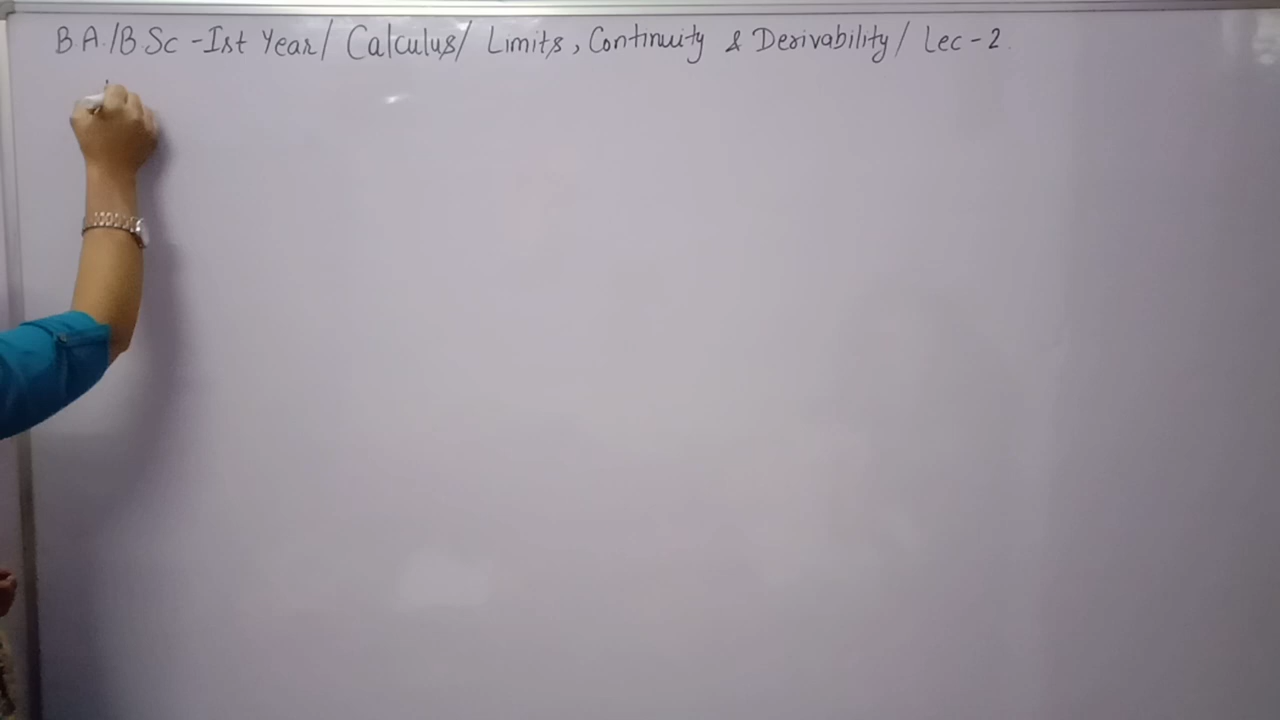 B A./B Sc - Ist Year/ Calculus/ Limits, Continuity & Derivability/ Lec - 2.